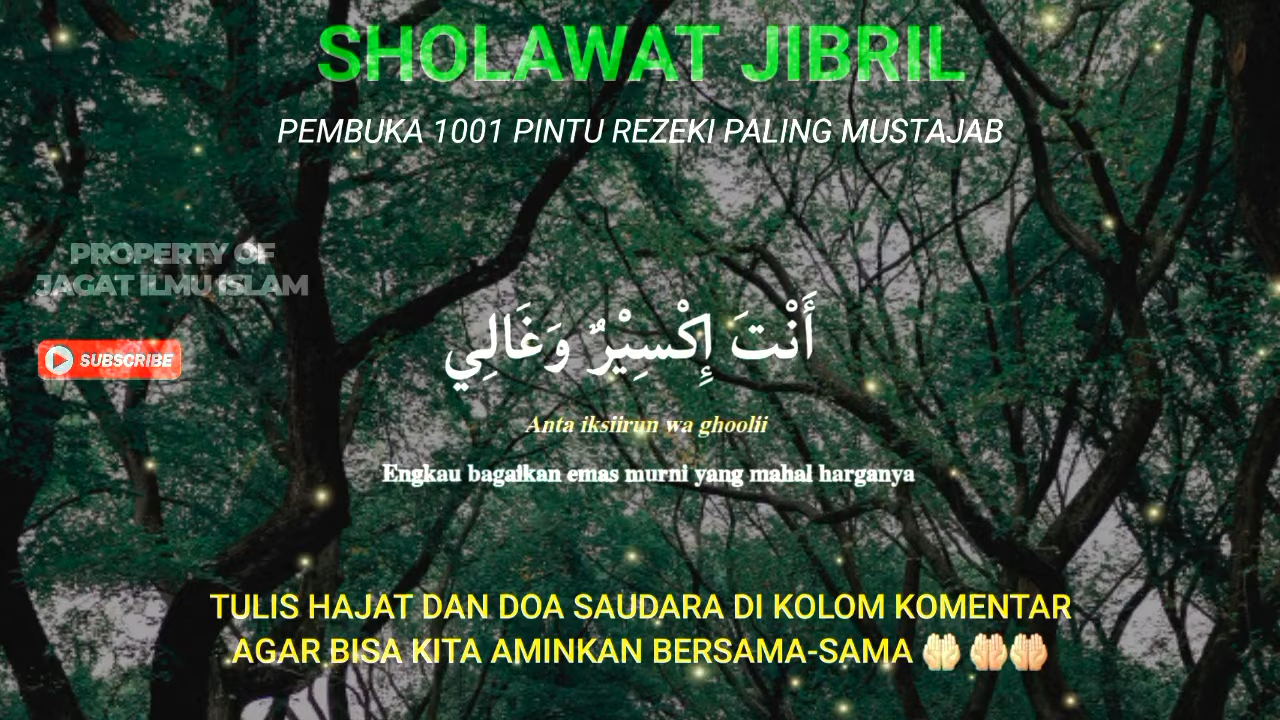 SHOLAWAT JIBRIL
PEMBUKA 1001 PINTU REZEKI PALING MUSTAJAB
PROPERTY OF
JAGAT ILMU ISLAM
أَنْتَ إِكْسِيْرٌ وَغَالِي
SUBSCRIBE
Anta iksiirun wa ghoolii
Engkau bagaikan emas murni yang mahal harganya
TULIS HAJAT DAN DOA SAUDARA DI KOLOM KOMENTAR
AGAR BISA KITA AMINKAN BERSAMA-SAMA 🤲🏻 🤲🏻🤲🏻